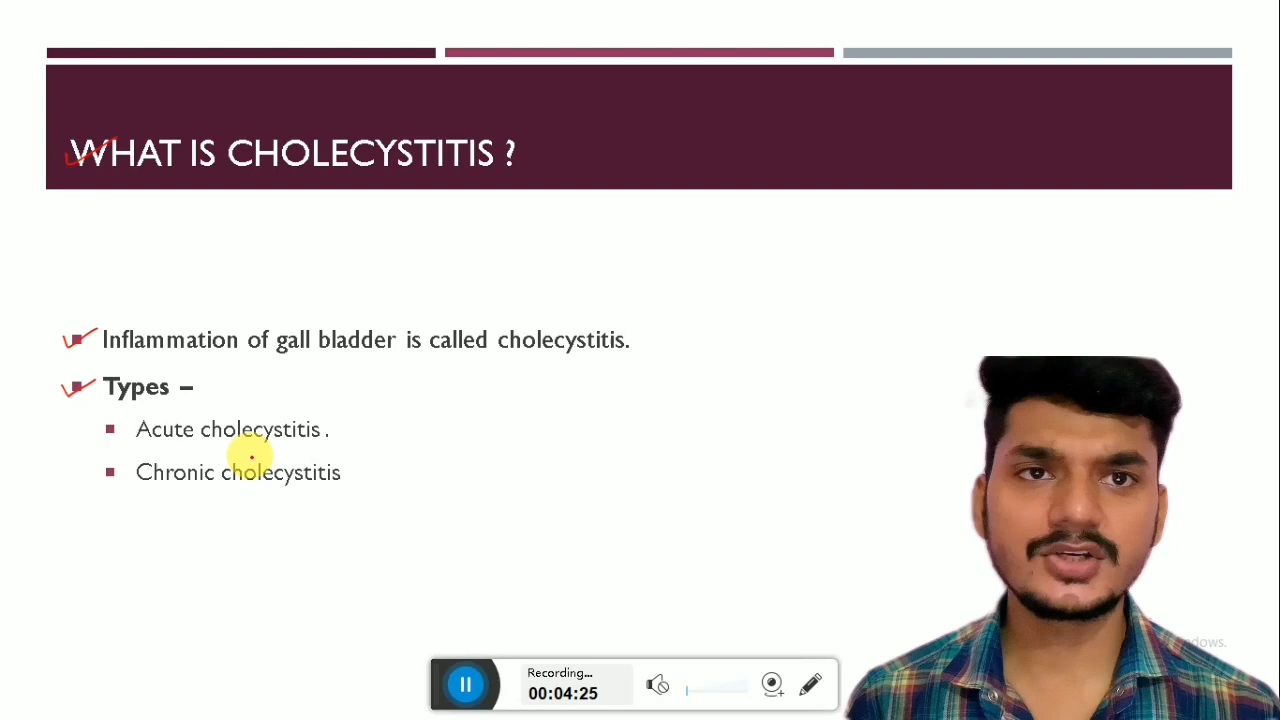 WHAT IS CHOLECYSTITIS ?
Inflammation of gall bladder is called cholecystitis.
Types –
Acute cholecystitis .
Chronic cholecystitis
Recording...
00:04:25